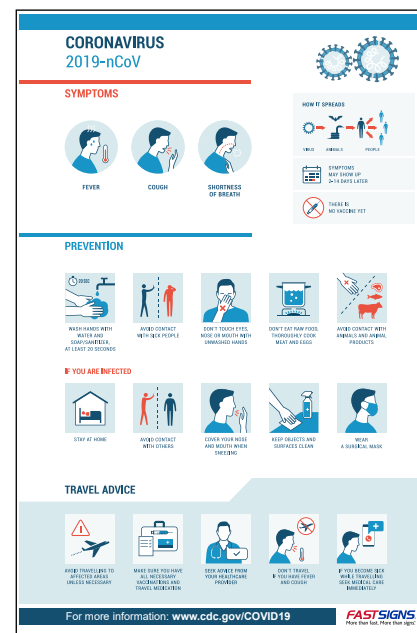 CORONAVIRUS
2019-nCoV
SYMPTOMS
FEVER
COUGH
SHORTNESS
OF BREATH
HOW IT SPREADS
VIRUS
ANIMALS
PEOPLE
SYMPTOMS
MAY SHOW UP
2-14 DAYS LATER
THERE IS
NO VACCINE YET
PREVENTION
20 SEC
WASH HANDS WITH
WATER AND
SOAP/SANITIZER,
AT LEAST 20 SECONDS
AVOID CONTACT
WITH SICK PEOPLE
DON'T TOUCH EYES,
NOSE OR MOUTH WITH
UNWASHED HANDS
DON'T EAT RAW FOOD,
THOROUGHLY COOK
MEAT AND EGGS
AVOID CONTACT WITH
ANIMALS AND ANIMAL
PRODUCTS
IF YOU ARE INFECTED
STAY AT HOME
AVOID CONTACT
WITH OTHERS
COVER YOUR NOSE
AND MOUTH WHEN
SNEEZING
KEEP OBJECTS AND
SURFACES CLEAN
WEAR
A SURGICAL MASK
TRAVEL ADVICE
AVOID TRAVELLING TO
AFFECTED AREAS
UNLESS NECESSARY
MAKE SURE YOU HAVE
ALL NECESSARY
VACCINATIONS AND
TRAVEL MEDICATION
SEEK ADVICE FROM
YOUR HEALTHCARE
PROVIDER
DON'T TRAVEL
IF YOU HAVE FEVER
AND COUGH
IF YOU BECOME SICK
WHILE TRAVELLING
SEEK MEDICAL CARE
IMMEDIATELY
For more information: www.cdc.gov/COVID19
FASTSIGNS
More than fast. More than signs.